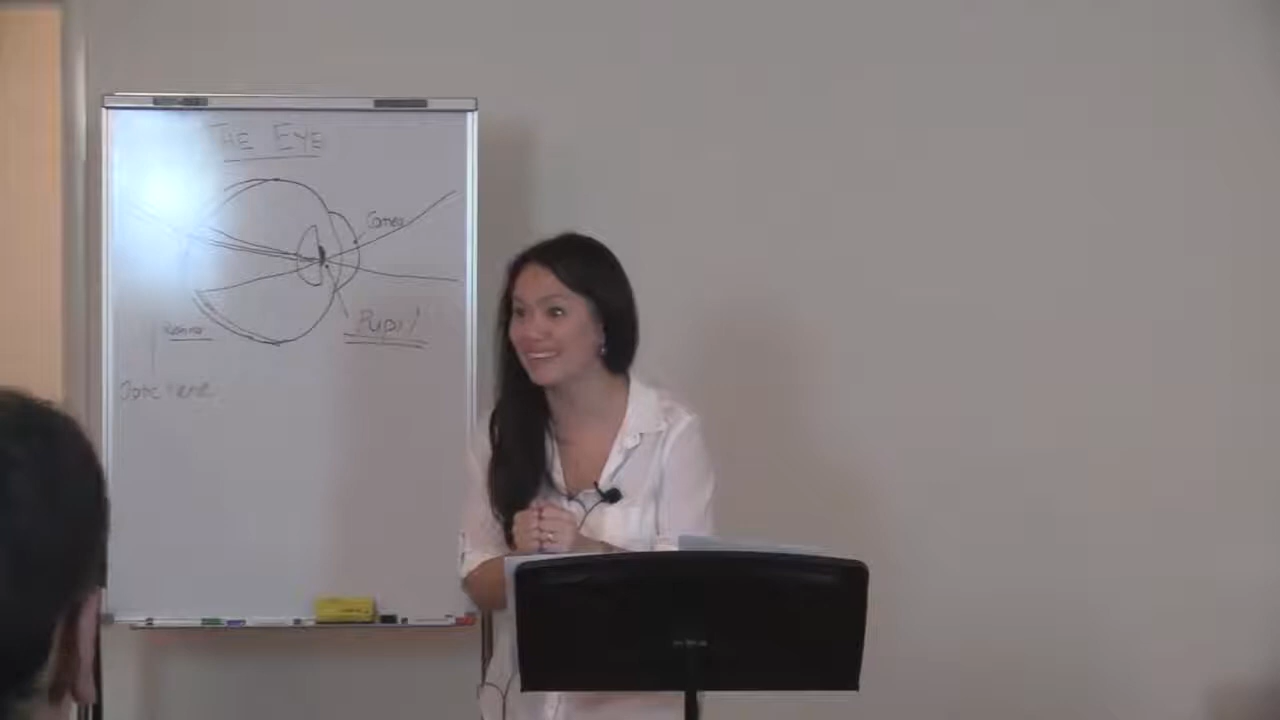 THE EYE
Cornea
Pupil
Retina
Optic nerve